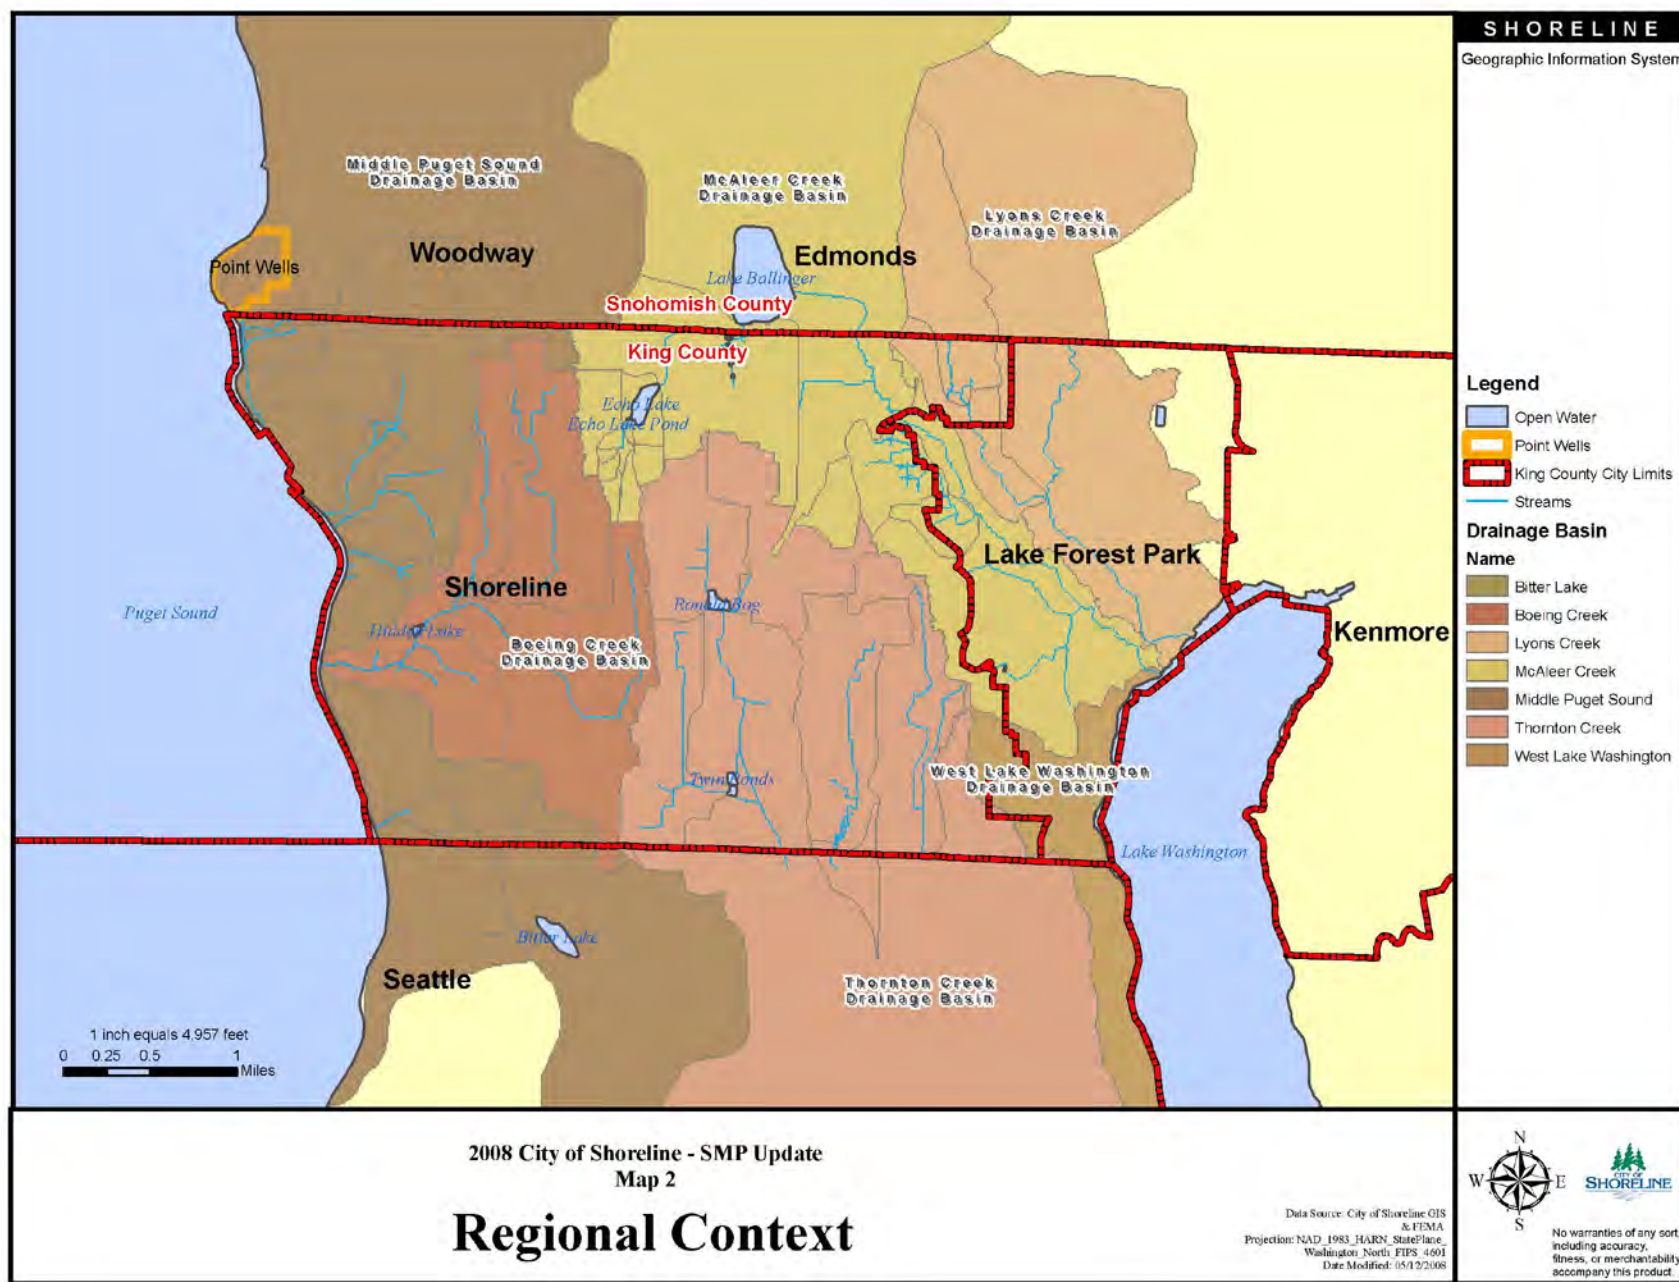 SHORELINE
Geographic Information System
Middle Puget Sound
Drainage Basin
McAleer Creek
Drainage Basin
Lyons Creek
Drainage Basin
Woodway
Edmonds
Point Wells
Lake Ballinger
Snohomish County
King County
Echo Lake
Echo Lake Pond
Lake Forest Park
Shoreline
Puget Sound
Ronald Bog
Hidden Lake
Boeing Creek
Drainage Basin
Kenmore
West Lake Washington
Drainage Basin
Twin Ponds
Lake Washington
Bitter Lake
Seattle
Thornton Creek
Drainage Basin
1 inch equals 4,957 feet
0 0.25 0.5 1
Miles
Legend
Open Water
Point Wells
King County City Limits
Streams
Drainage Basin
Name
Bitter Lake
Boeing Creek
Lyons Creek
McAleer Creek
Middle Puget Sound
Thornton Creek
West Lake Washington
2008 City of Shoreline - SMP Update
Map 2
Regional Context
Data Source: City of Shoreline GIS
& FEMA
Projection: NAD_1983_HARN_StatePlane_
Washington_North_FIPS_4601
Date Modified: 05/12/2008
N
W E
S
CITY OF
SHORELINE
No warranties of any sort,
including accuracy,
fitness, or merchantability
accompany this product.